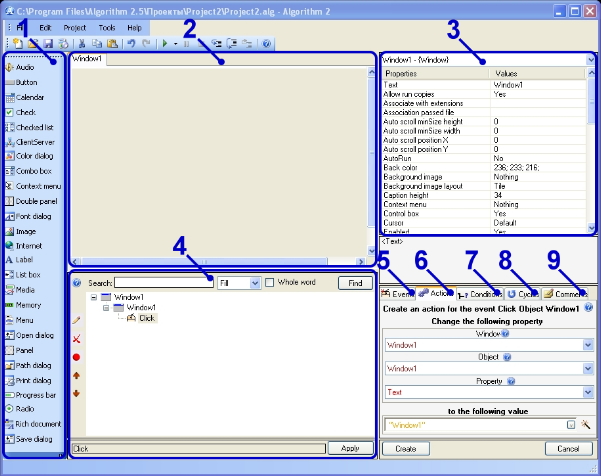 C:\Program Files\Algorithm 2.5\Проекты\Project2\Project2.alg - Algorithm 2
Edit Project Tools Help
1 2 3
Audio
Button
Calendar
Check
Checked list
ClientServer
Color dialog
Combo box
Context menu
Double panel
Font dialog
Image
Internet
Label
List box
Media
Memory
Menu
Open dialog
Panel
Path dialog
Print dialog
Progress bar
Radio
Rich document
Save dialog
Window1
Window1 - {Window}
Properties Values
Text Window1
Allow run copies Yes
Associate with extensions
Association passed file
Auto scroll minSize height 0
Auto scroll minSize width 0
Auto scroll position X 0
Auto scroll position Y 0
AutoRun No
Back color 236; 233; 216;
Background image Nothing
Background image layout Tile
Caption height 34
Context menu Nothing
Control box Yes
Cursor Default
Enabled Yes
<Text>
4
Search: Fill Whole word Find
Window1
Window1
Click
Click Apply
5 6 7 8 9
Event Action Conditions Cycle Comments
Create an action for the event Click Object Window1
Change the following property
Window
Window1
Object
Window1
Property
Text
to the following value
"Window1"
Create Cancel